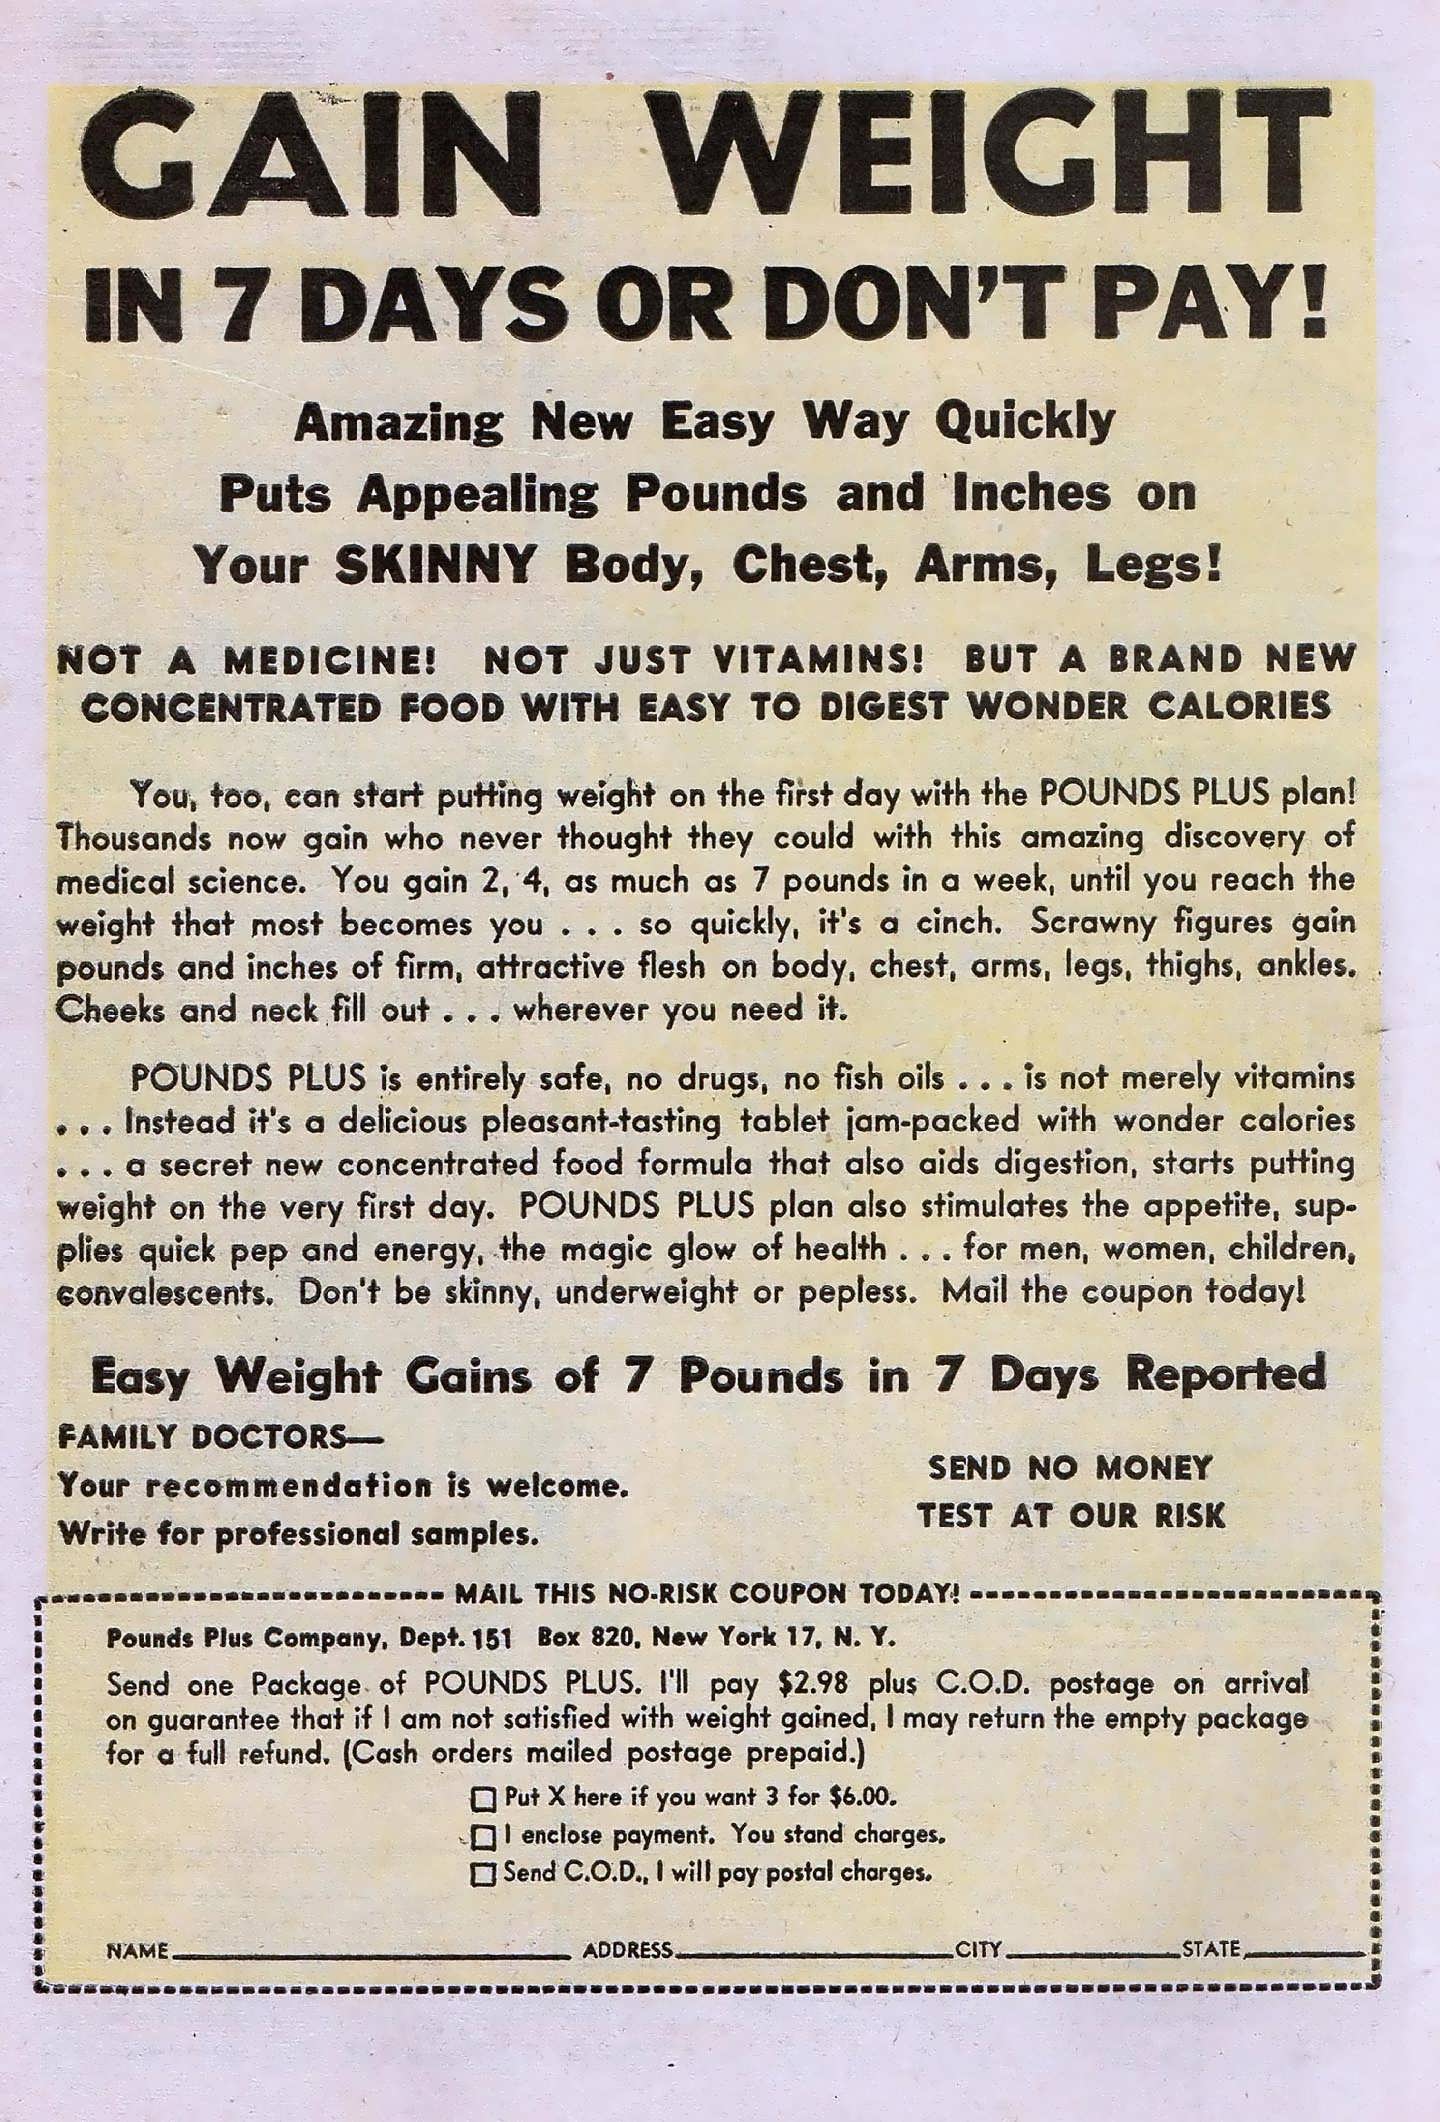 GAIN WEIGHT
IN 7 DAYS OR DON'T PAY!
Amazing New Easy Way Quickly
Puts Appealing Pounds and Inches on
Your SKINNY Body, Chest, Arms, Legs!
NOT A MEDICINE! NOT JUST VITAMINS! BUT A BRAND NEW
CONCENTRATED FOOD WITH EASY TO DIGEST WONDER CALORIES
You, too, can start putting weight on the first day with the POUNDS PLUS plan!
Thousands now gain who never thought they could with this amazing discovery of
medical science. You gain 2, 4, as much as 7 pounds in a week, until you reach the
weight that most becomes you . . . so quickly, it's a cinch. Scrawny figures gain
pounds and inches of firm, attractive flesh on body, chest, arms, legs, thighs, ankles.
Cheeks and neck fill out . . . wherever you need it.
POUNDS PLUS is entirely safe, no drugs, no fish oils . . . is not merely vitamins
. . . Instead it's a delicious pleasant-tasting tablet jam-packed with wonder calories
. . . a secret new concentrated food formula that also aids digestion, starts putting
weight on the very first day. POUNDS PLUS plan also stimulates the appetite, sup-
plies quick pep and energy, the magic glow of health . . . for men, women, children,
convalescents. Don't be skinny, underweight or pepless. Mail the coupon today!
Easy Weight Gains of 7 Pounds in 7 Days Reported
FAMILY DOCTORS—
Your recommendation is welcome.
Write for professional samples.
SEND NO MONEY
TEST AT OUR RISK
MAIL THIS NO-RISK COUPON TODAY!
Pounds Plus Company, Dept. 151 Box 820, New York 17, N. Y.
Send one Package of POUNDS PLUS. I'll pay $2.98 plus C.O.D. postage on arrival
on guarantee that if I am not satisfied with weight gained, I may return the empty package
for a full refund. (Cash orders mailed postage prepaid.)
Put X here if you want 3 for $6.00.
I enclose payment. You stand charges.
Send C.O.D., I will pay postal charges.
NAME ADDRESS CITY STATE